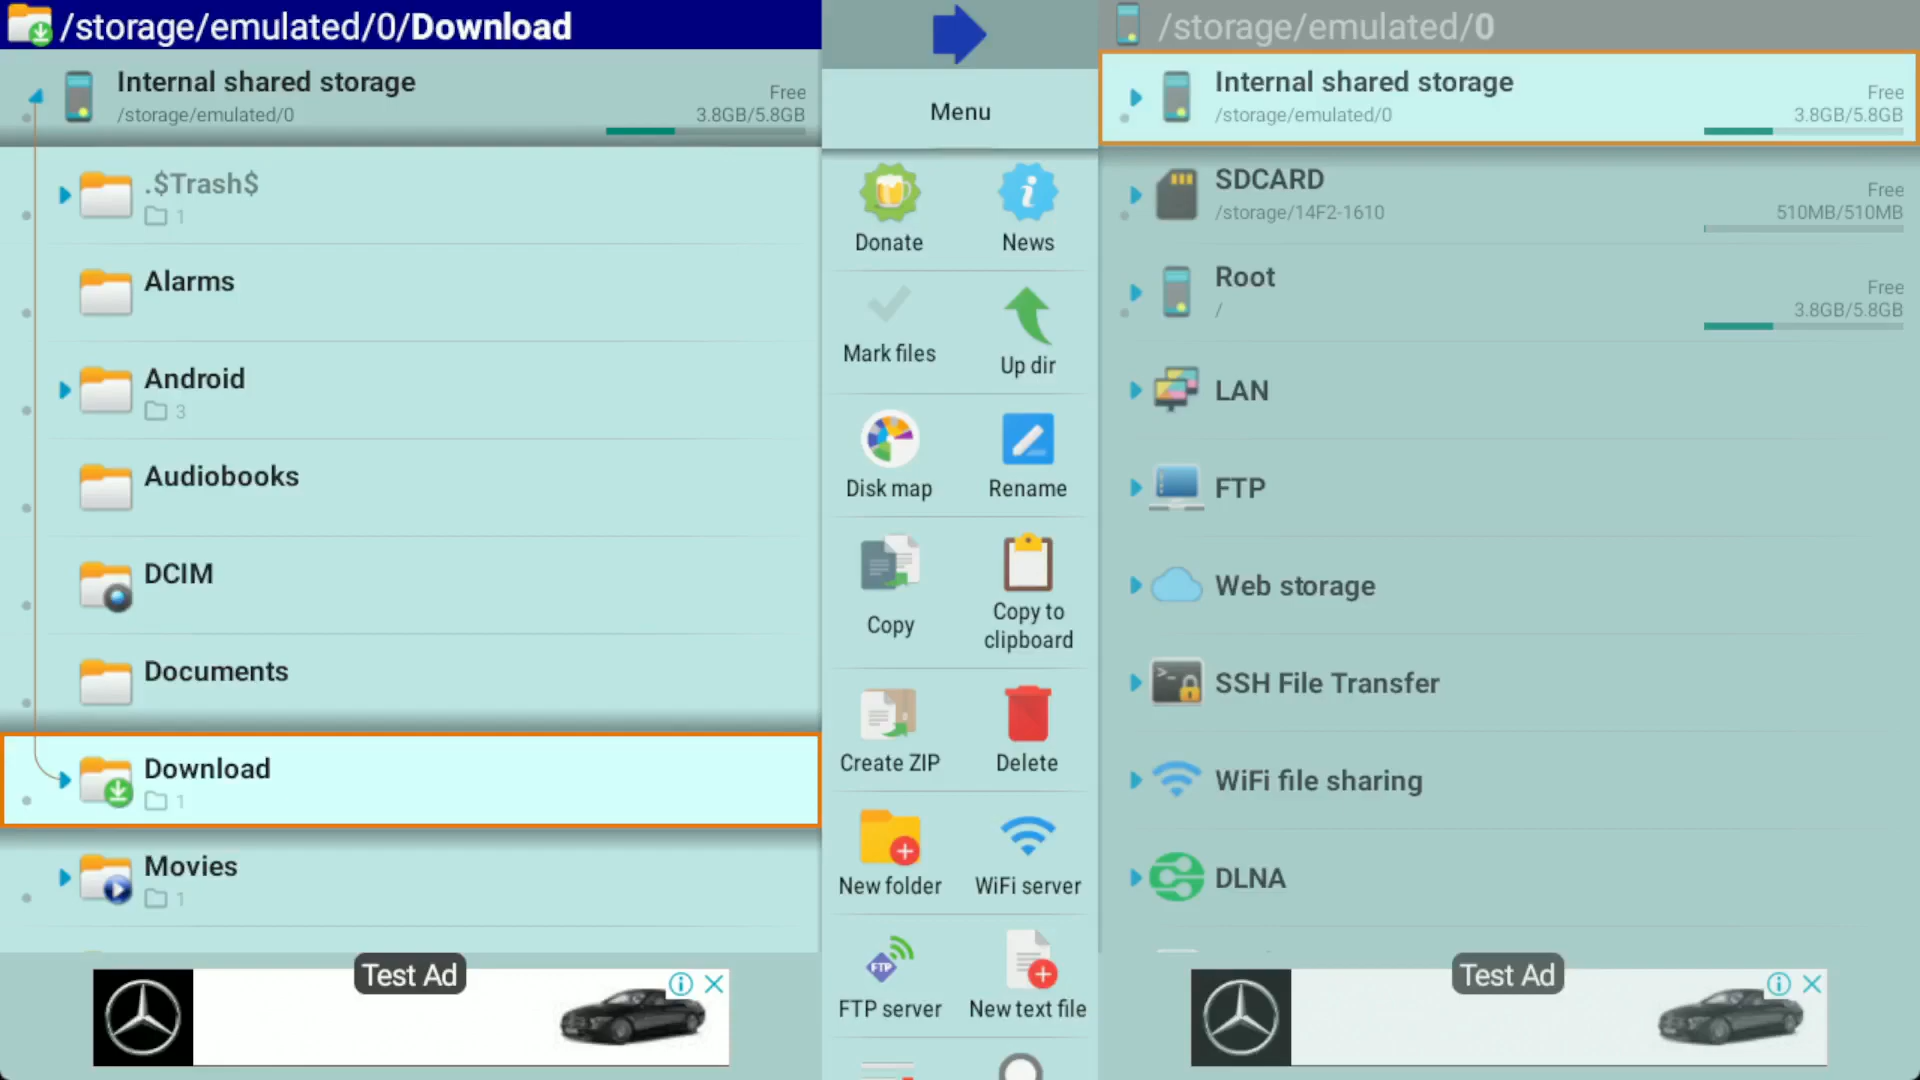 /storage/emulated/0/Download
Internal shared storage
/storage/emulated/0
Free
3.8GB/5.8GB
.$Trash$
1
Alarms
Android
3
Audiobooks
DCIM
Documents
Download
1
Movies
1
Test Ad
Menu
Donate
News
Mark files
Up dir
Disk map
Rename
Copy
Copy to
clipboard
Create ZIP
Delete
New folder
WiFi server
FTP
FTP server
New text file
/storage/emulated/0
Internal shared storage
/storage/emulated/0
Free
3.8GB/5.8GB
SDCARD
/storage/14F2-1610
Free
510MB/510MB
Root
/
Free
3.8GB/5.8GB
LAN
FTP
Web storage
SSH File Transfer
WiFi file sharing
DLNA
Test Ad